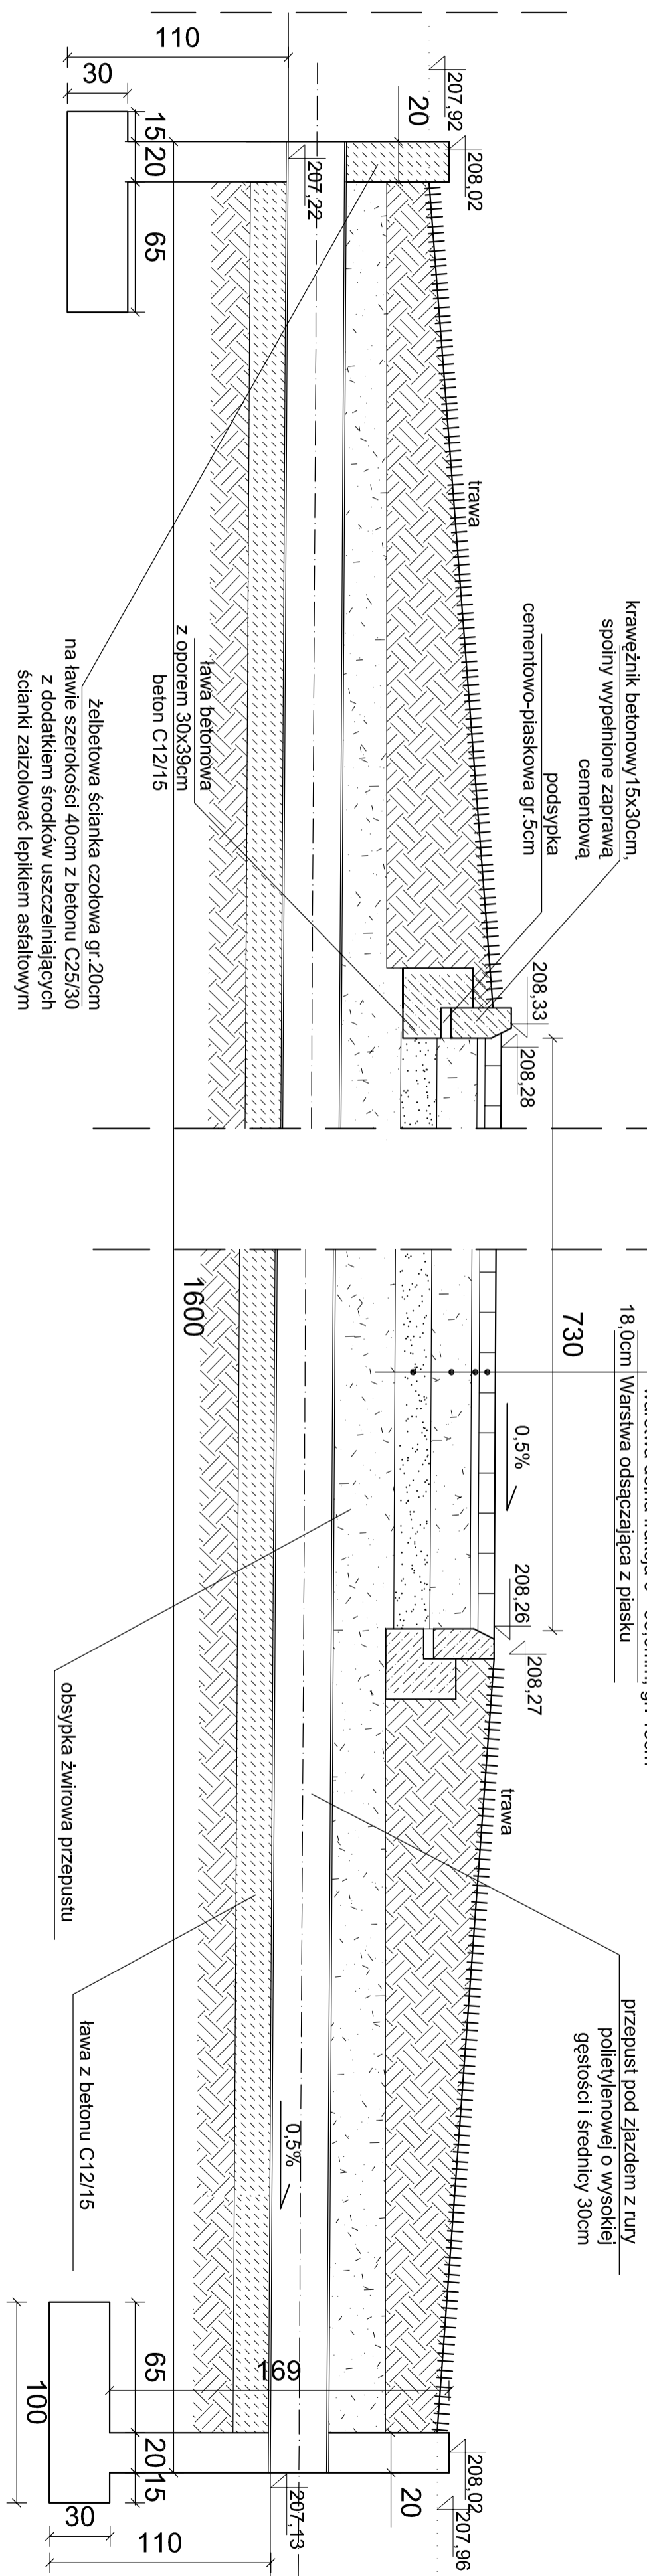 110
30
15
20
65
20
207,92
208,02
207,22
trawa
krawężnik betonowy15x30cm,
spoiny wypełnione zaprawą
cementową
podsypka
cementowo-piaskowa gr.5cm
ława betonowa
z oporem 30x39cm
beton C12/15
żelbetowa ścianka czołowa gr.20cm
na ławie szerokości 40cm z betonu C25/30
z dodatkiem środków uszczelniających
ścianki zaizolować lepikiem asfaltowym
208,33
208,28
1600
730
18,0cm Warstwa odsączająca z piasku
0,5%
208,26
208,27
trawa
obsypka żwirowa przepustu
przepust pod zjazdem z rury
polietylenowej o wysokiej
gęstości i średnicy 30cm
ława z betonu C12/15
0,5%
169
65
100
20
15
30
110
20
208,02
207,96
207,13